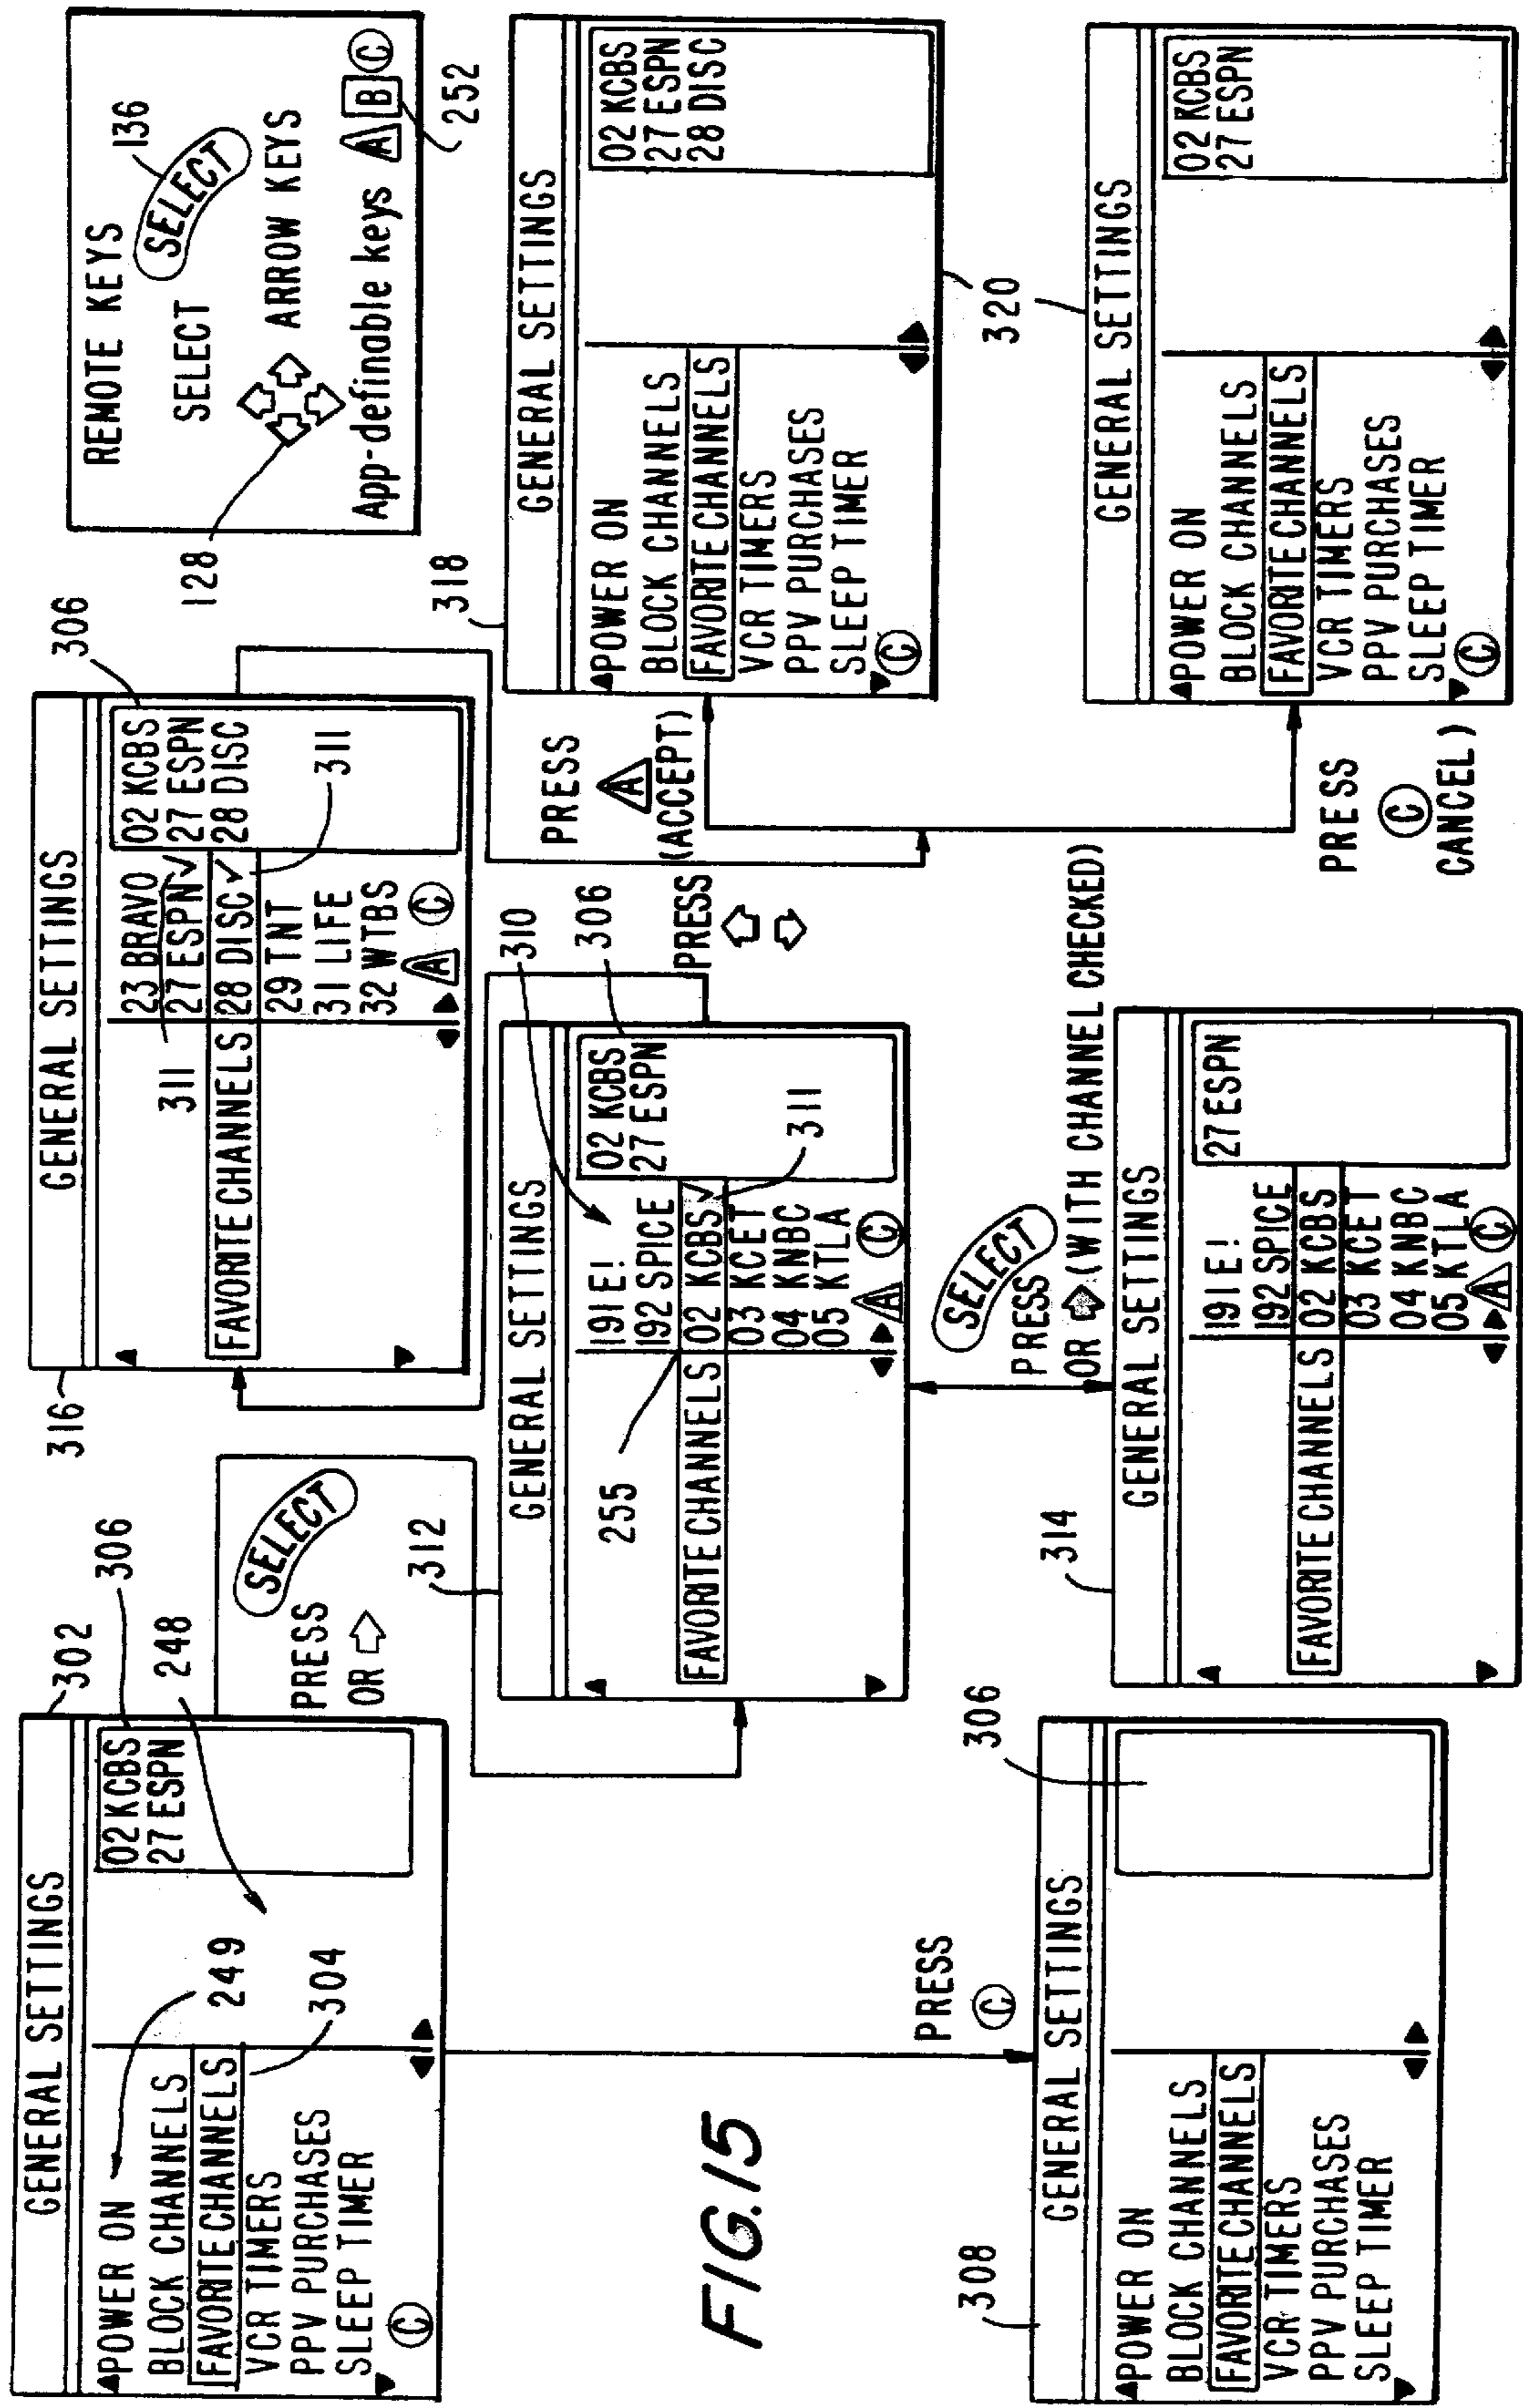 GENERAL SETTINGS
302
POWER ON
BLOCK CHANNELS
FAVORITE CHANNELS
VCR TIMERS
PPV PURCHASES
SLEEP TIMER
C
249
304
248
306
02 KCBS
27 ESPN
PRESS SELECT
OR
316
GENERAL SETTINGS
FAVORITE CHANNELS
311
23 BRAVO
27 ESPN ✓
28 DISC ✓
29 TNT
31 LIFE
32 WTBS
A C
02 KCBS
27 ESPN
28 DISC
306
311
REMOTE KEYS
SELECT SELECT
136
ARROW KEYS
128
App-definable keys A B C
252
312
GENERAL SETTINGS
255
FAVORITE CHANNELS
191 E!
192 SPICE
02 KCBS ✓
03 KCET
04 KNBC
05 KTLA
A C
310
02 KCBS
27 ESPN
306
311
PRESS
PRESS
A
(ACCEPT)
318
GENERAL SETTINGS
POWER ON
BLOCK CHANNELS
FAVORITE CHANNELS
VCR TIMERS
PPV PURCHASES
SLEEP TIMER
C
02 KCBS
27 ESPN
28 DISC
320
PRESS
C
FIG. 15
PRESS SELECT
OR (WITH CHANNEL CHECKED)
308
GENERAL SETTINGS
POWER ON
BLOCK CHANNELS
FAVORITE CHANNELS
VCR TIMERS
PPV PURCHASES
SLEEP TIMER
306
314
GENERAL SETTINGS
FAVORITE CHANNELS
191 E!
192 SPICE
02 KCBS
03 KCET
04 KNBC
05 KTLA
A C
27 ESPN
PRESS
C
CANCEL)
GENERAL SETTINGS
POWER ON
BLOCK CHANNELS
FAVORITE CHANNELS
VCR TIMERS
PPV PURCHASES
SLEEP TIMER
C
02 KCBS
27 ESPN